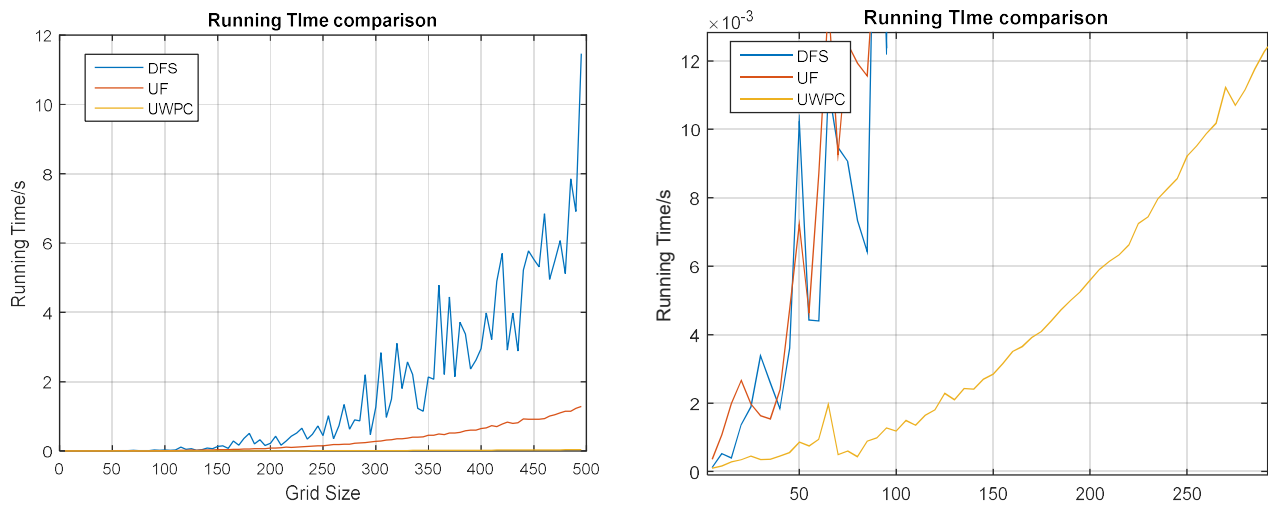 Running TIme comparison
12
10
8
6
4
2
0
Running Time/s
DFS
UF
UWPC
0 50 100 150 200 250 300 350 400 450 500
Grid Size
Running TIme comparison
×10-3
12
10
8
6
4
2
0
Running Time/s
DFS
UF
UWPC
50 100 150 200 250